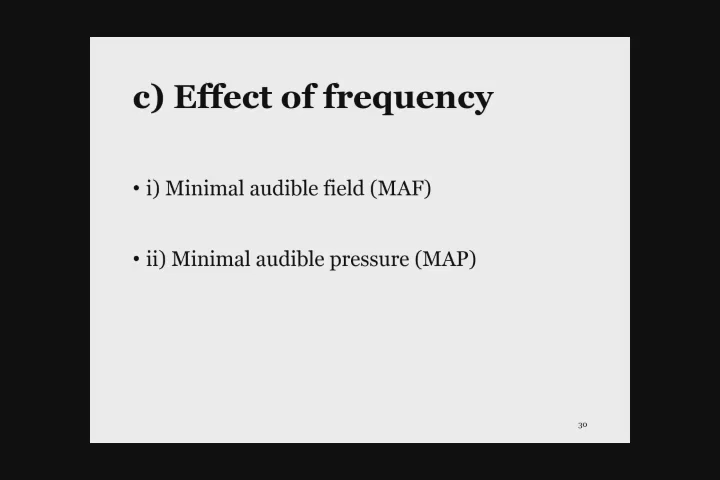 c) Effect of frequency
• i) Minimal audible field (MAF)
• ii) Minimal audible pressure (MAP)
30